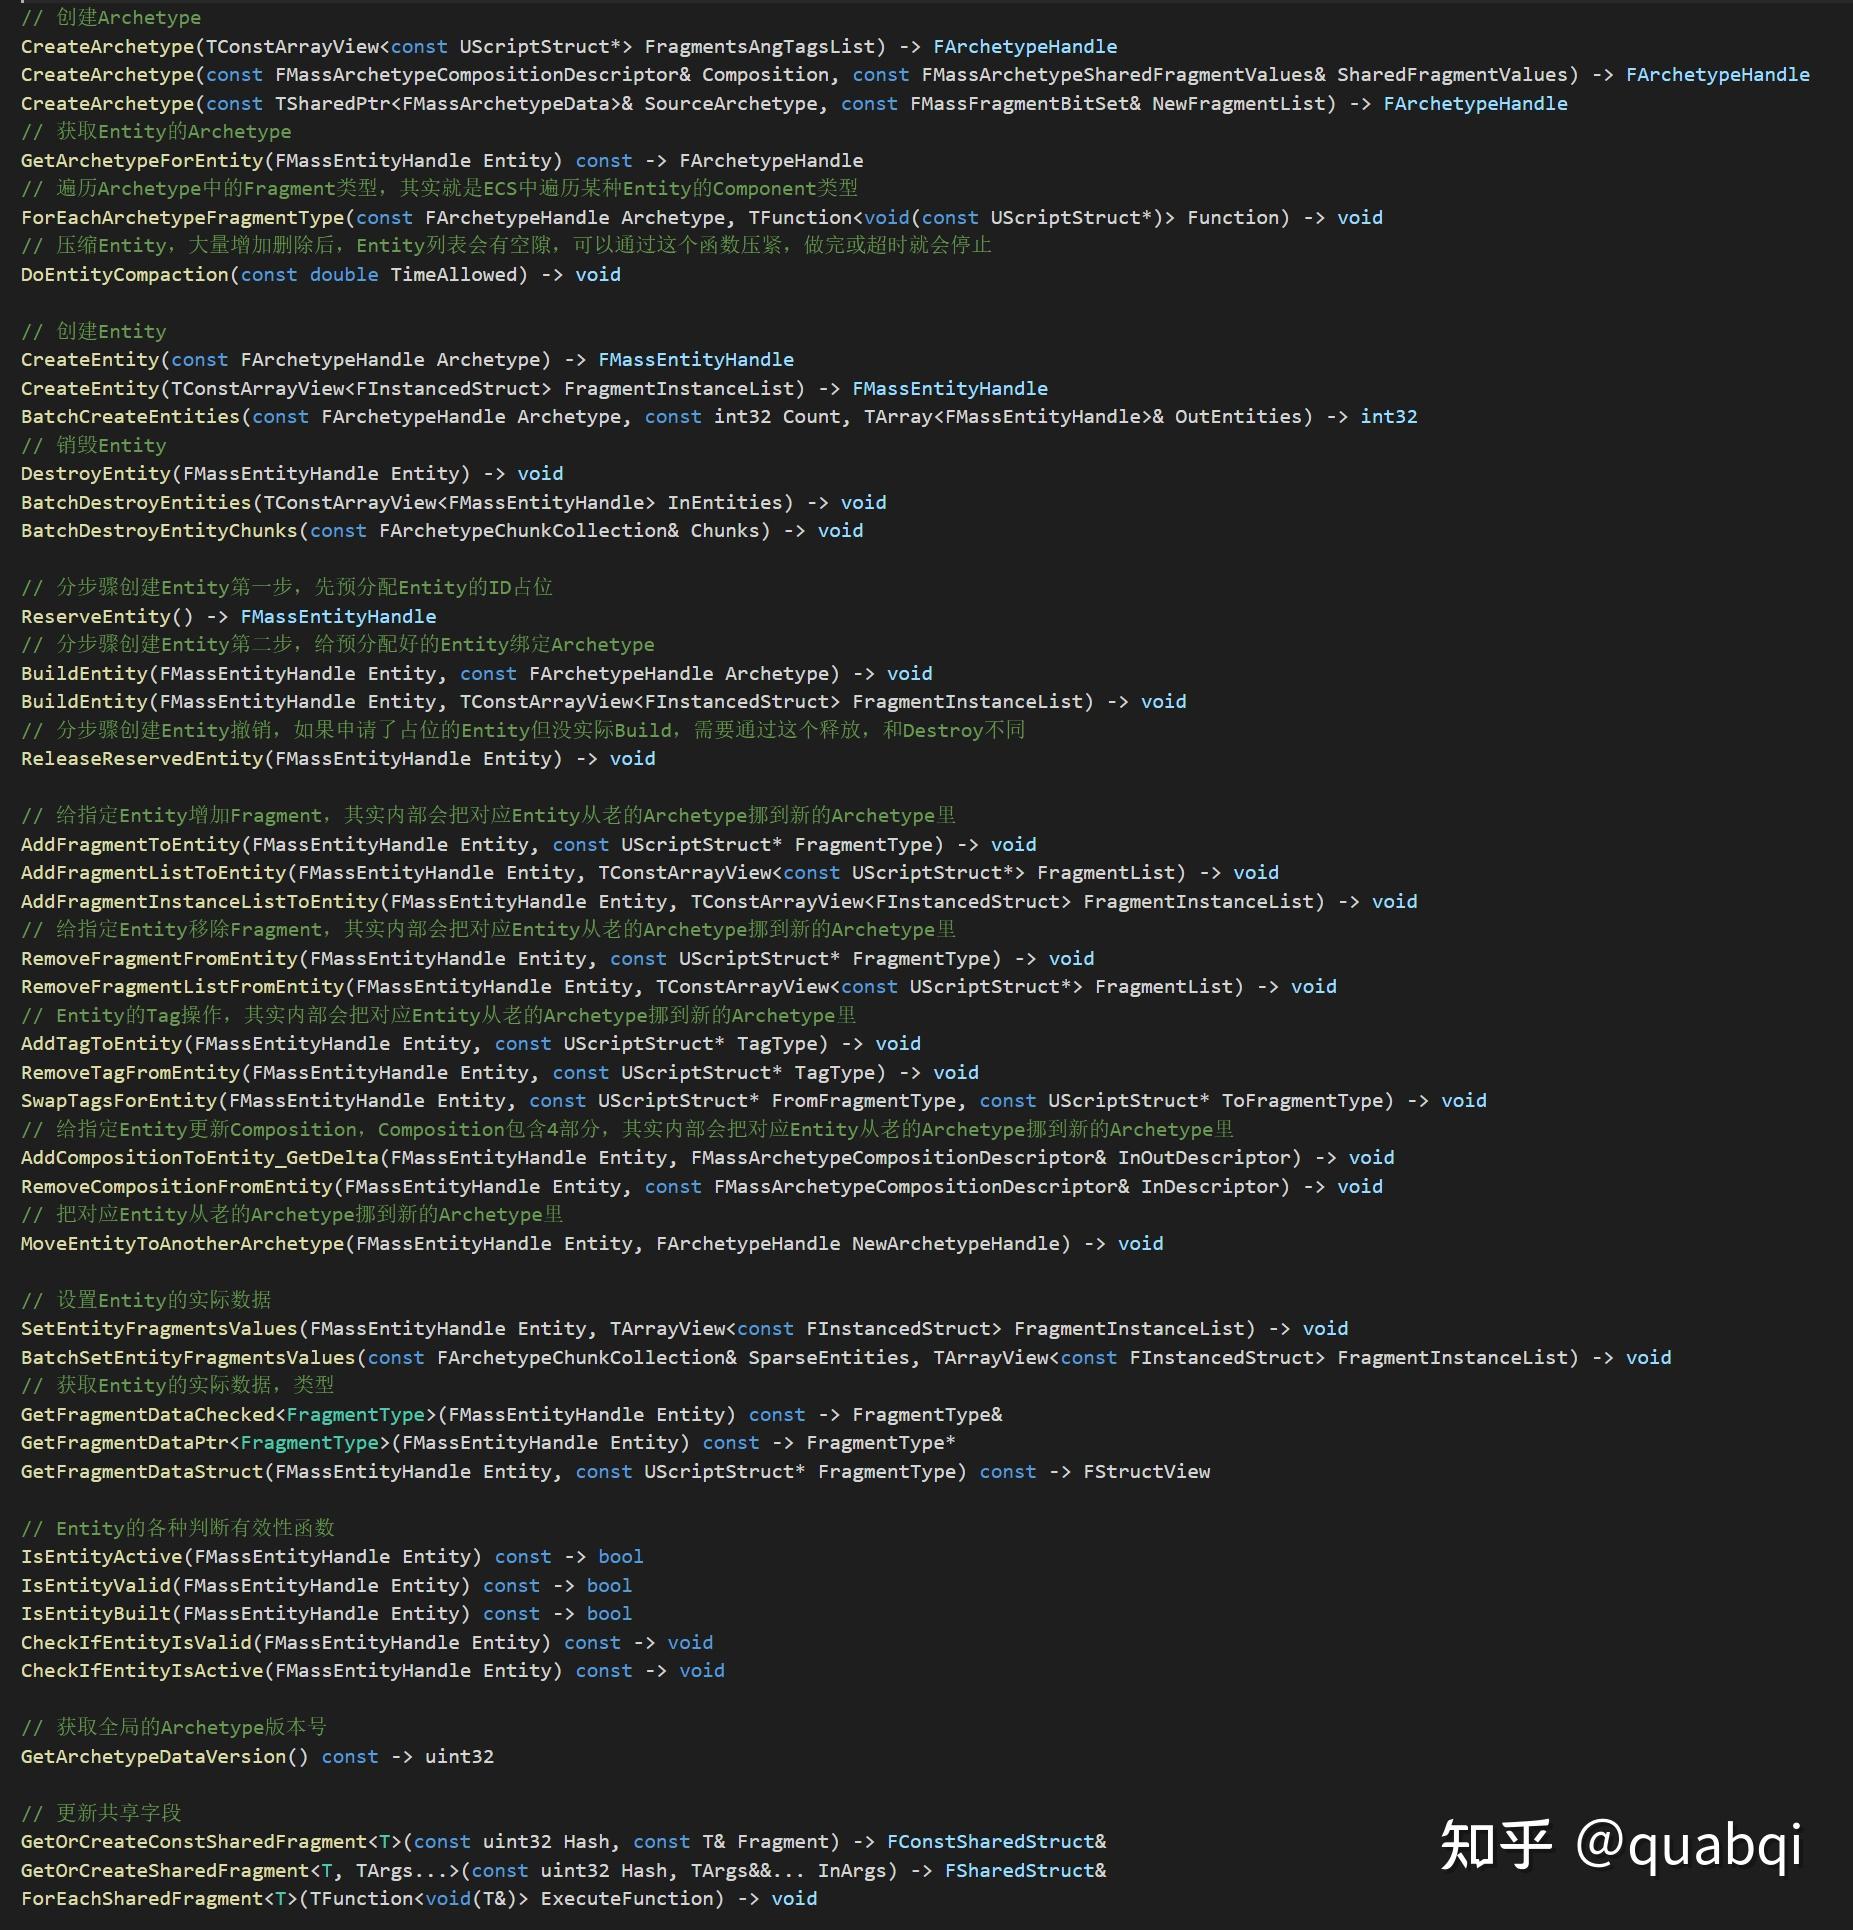 // 创建Archetype
CreateArchetype(TConstArrayView<const UScriptStruct*> FragmentsAngTagsList) -> FArchetypeHandle
CreateArchetype(const FMassArchetypeCompositionDescriptor& Composition, const FMassArchetypeSharedFragmentValues& SharedFragmentValues) -> FArchetypeHandle
CreateArchetype(const TSharedPtr<FMassArchetypeData>& SourceArchetype, const FMassFragmentBitSet& NewFragmentList) -> FArchetypeHandle
// 获取Entity的Archetype
GetArchetypeForEntity(FMassEntityHandle Entity) const -> FArchetypeHandle
// 遍历Archetype中的Fragment类型，其实就是ECS中遍历某种Entity的Component类型
ForEachArchetypeFragmentType(const FArchetypeHandle Archetype, TFunction<void(const UScriptStruct*)> Function) -> void
// 压缩Entity，大量增加删除后，Entity列表会有空隙，可以通过这个函数压紧，做完或超时就会停止
DoEntityCompaction(const double TimeAllowed) -> void
// 创建Entity
CreateEntity(const FArchetypeHandle Archetype) -> FMassEntityHandle
CreateEntity(TConstArrayView<FInstancedStruct> FragmentInstanceList) -> FMassEntityHandle
BatchCreateEntities(const FArchetypeHandle Archetype, const int32 Count, TArray<FMassEntityHandle>& OutEntities) -> int32
// 销毁Entity
DestroyEntity(FMassEntityHandle Entity) -> void
BatchDestroyEntities(TConstArrayView<FMassEntityHandle> InEntities) -> void
BatchDestroyEntityChunks(const FArchetypeChunkCollection& Chunks) -> void
// 分步骤创建Entity第一步，先预分配Entity的ID占位
ReserveEntity() -> FMassEntityHandle
// 分步骤创建Entity第二步，给预分配好的Entity绑定Archetype
BuildEntity(FMassEntityHandle Entity, const FArchetypeHandle Archetype) -> void
BuildEntity(FMassEntityHandle Entity, TConstArrayView<FInstancedStruct> FragmentInstanceList) -> void
// 分步骤创建Entity撤销，如果申请了占位的Entity但没实际Build，需要通过这个释放，和Destroy不同
ReleaseReservedEntity(FMassEntityHandle Entity) -> void
// 给指定Entity增加Fragment，其实内部会把对应Entity从老的Archetype挪到新的Archetype里
AddFragmentToEntity(FMassEntityHandle Entity, const UScriptStruct* FragmentType) -> void
AddFragmentListToEntity(FMassEntityHandle Entity, TConstArrayView<const UScriptStruct*> FragmentList) -> void
AddFragmentInstanceListToEntity(FMassEntityHandle Entity, TConstArrayView<FInstancedStruct> FragmentInstanceList) -> void
// 给指定Entity移除Fragment，其实内部会把对应Entity从老的Archetype挪到新的Archetype里
RemoveFragmentFromEntity(FMassEntityHandle Entity, const UScriptStruct* FragmentType) -> void
RemoveFragmentListFromEntity(FMassEntityHandle Entity, TConstArrayView<const UScriptStruct*> FragmentList) -> void
// Entity的Tag操作，其实内部会把对应Entity从老的Archetype挪到新的Archetype里
AddTagToEntity(FMassEntityHandle Entity, const UScriptStruct* TagType) -> void
RemoveTagFromEntity(FMassEntityHandle Entity, const UScriptStruct* TagType) -> void
SwapTagsForEntity(FMassEntityHandle Entity, const UScriptStruct* FromFragmentType, const UScriptStruct* ToFragmentType) -> void
// 给指定Entity更新Composition，Composition包含4部分，其实内部会把对应Entity从老的Archetype挪到新的Archetype里
AddCompositionToEntity_GetDelta(FMassEntityHandle Entity, FMassArchetypeCompositionDescriptor& InOutDescriptor) -> void
RemoveCompositionFromEntity(FMassEntityHandle Entity, const FMassArchetypeCompositionDescriptor& InDescriptor) -> void
// 把对应Entity从老的Archetype挪到新的Archetype里
MoveEntityToAnotherArchetype(FMassEntityHandle Entity, FArchetypeHandle NewArchetypeHandle) -> void
// 设置Entity的实际数据
SetEntityFragmentsValues(FMassEntityHandle Entity, TArrayView<const FInstancedStruct> FragmentInstanceList) -> void
BatchSetEntityFragmentsValues(const FArchetypeChunkCollection& SparseEntities, TArrayView<const FInstancedStruct> FragmentInstanceList) -> void
// 获取Entity的实际数据，类型
GetFragmentDataChecked<FragmentType>(FMassEntityHandle Entity) const -> FragmentType&
GetFragmentDataPtr<FragmentType>(FMassEntityHandle Entity) const -> FragmentType*
GetFragmentDataStruct(FMassEntityHandle Entity, const UScriptStruct* FragmentType) const -> FStructView
// Entity的各种判断有效性函数
IsEntityActive(FMassEntityHandle Entity) const -> bool
IsEntityValid(FMassEntityHandle Entity) const -> bool
IsEntityBuilt(FMassEntityHandle Entity) const -> bool
CheckIfEntityIsValid(FMassEntityHandle Entity) const -> void
CheckIfEntityIsActive(FMassEntityHandle Entity) const -> void
// 获取全局的Archetype版本号
GetArchetypeDataVersion() const -> uint32
// 更新共享字段
GetOrCreateConstSharedFragment<T>(const uint32 Hash, const T& Fragment) -> FConstSharedStruct&
GetOrCreateSharedFragment<T, TArgs...>(const uint32 Hash, TArgs&&... InArgs) -> FSharedStruct&
ForEachSharedFragment<T>(TFunction<void(T&)> ExecuteFunction) -> void
知乎 @quabqi